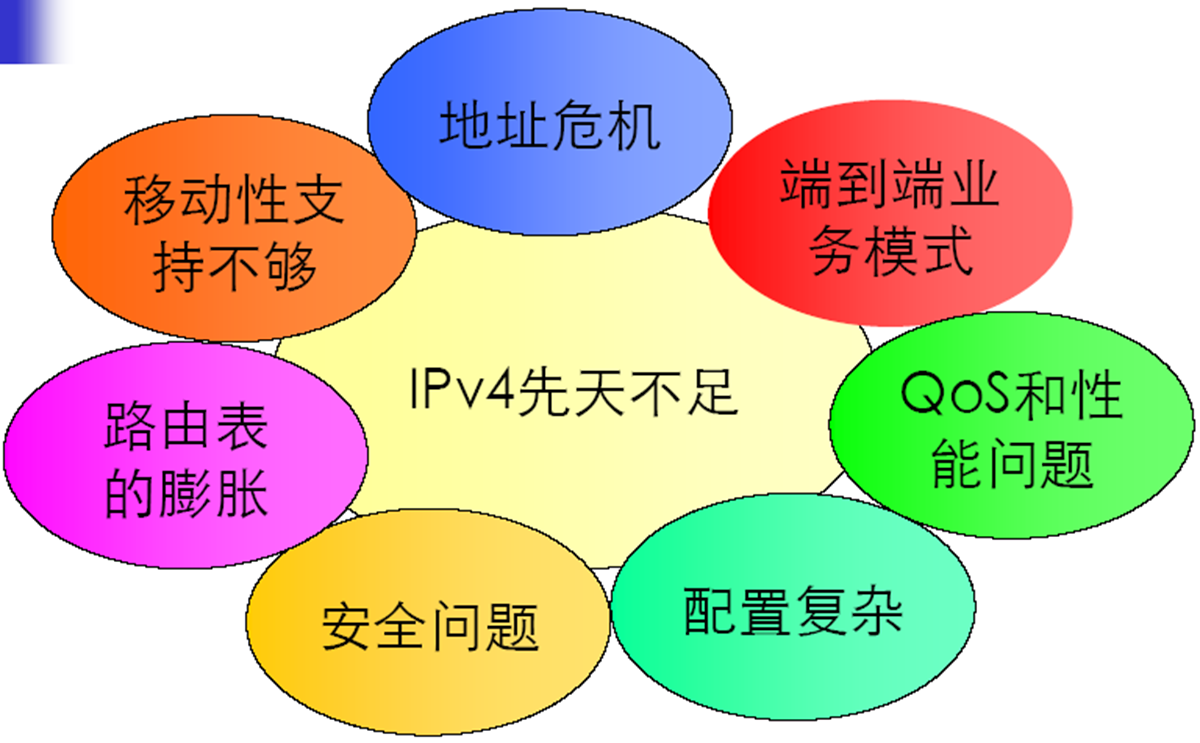 地址危机
端到端业
务模式
移动性支
持不够
IPv4先天不足
QoS和性
能问题
路由表
的膨胀
配置复杂
安全问题